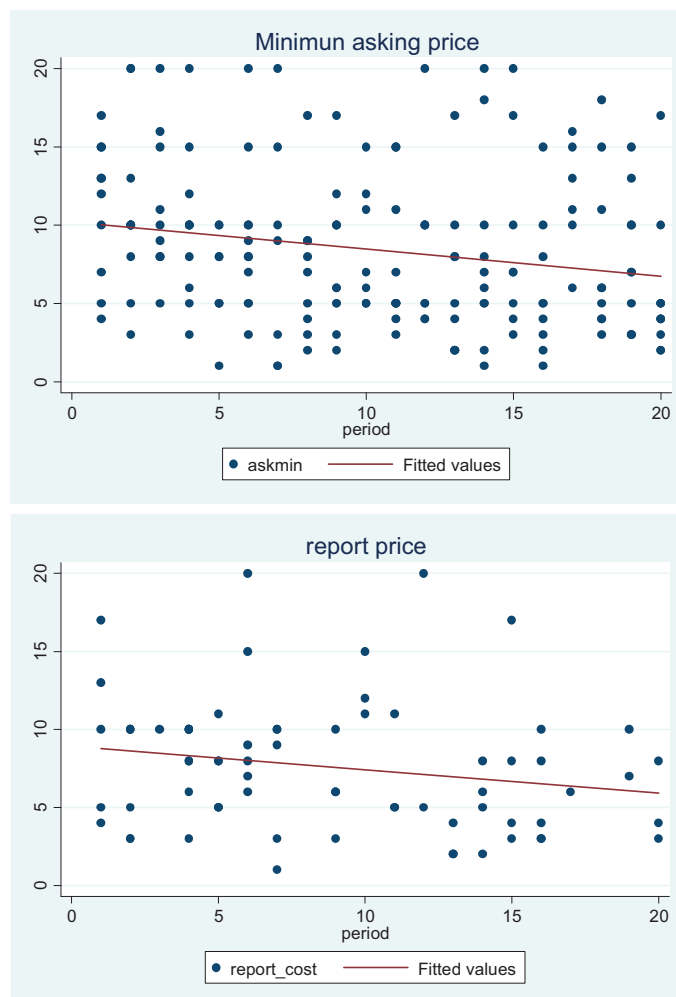 Minimun asking price
20
15
10
5
0
0 5 10 15 20
period
askmin Fitted values
report price
20
15
10
5
0
0 5 10 15 20
period
report_cost Fitted values